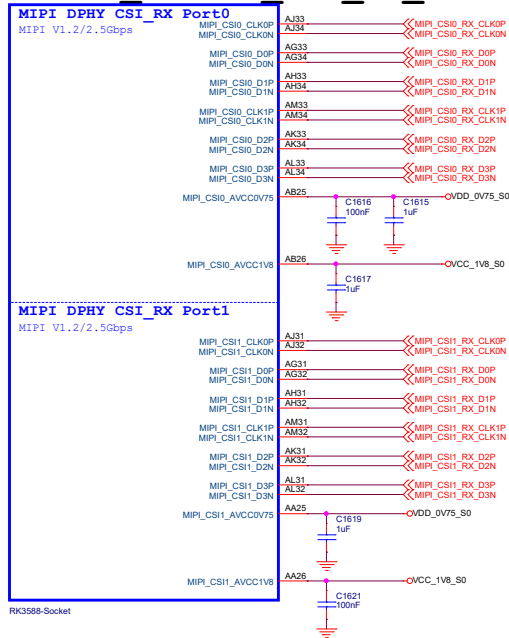 MIPI DPHY CSI_RX Port0
MIPI V1.2/2.5Gbps
MIPI_CSI0_CLK0P AJ33 MIPI_CSI0_RX_CLK0P
MIPI_CSI0_CLK0N AJ34 MIPI_CSI0_RX_CLK0N
MIPI_CSI0_D0P AG33 MIPI_CSI0_RX_D0P
MIPI_CSI0_D0N AG34 MIPI_CSI0_RX_D0N
MIPI_CSI0_D1P AH33 MIPI_CSI0_RX_D1P
MIPI_CSI0_D1N AH34 MIPI_CSI0_RX_D1N
MIPI_CSI0_CLK1P AM33 MIPI_CSI0_RX_CLK1P
MIPI_CSI0_CLK1N AM34 MIPI_CSI0_RX_CLK1N
MIPI_CSI0_D2P AK33 MIPI_CSI0_RX_D2P
MIPI_CSI0_D2N AK34 MIPI_CSI0_RX_D2N
MIPI_CSI0_D3P AL33 MIPI_CSI0_RX_D3P
MIPI_CSI0_D3N AL34 MIPI_CSI0_RX_D3N
MIPI_CSI0_AVCC0V75 AB25 VDD_0V75_S0
C1616 C1615
100nF 1uF
MIPI_CSI0_AVCC1V8 AB26 VCC_1V8_S0
C1617
1uF
MIPI DPHY CSI_RX Port1
MIPI V1.2/2.5Gbps
MIPI_CSI1_CLK0P AJ31 MIPI_CSI1_RX_CLK0P
MIPI_CSI1_CLK0N AJ32 MIPI_CSI1_RX_CLK0N
MIPI_CSI1_D0P AG31 MIPI_CSI1_RX_D0P
MIPI_CSI1_D0N AG32 MIPI_CSI1_RX_D0N
MIPI_CSI1_D1P AH31 MIPI_CSI1_RX_D1P
MIPI_CSI1_D1N AH32 MIPI_CSI1_RX_D1N
MIPI_CSI1_CLK1P AM31 MIPI_CSI1_RX_CLK1P
MIPI_CSI1_CLK1N AM32 MIPI_CSI1_RX_CLK1N
MIPI_CSI1_D2P AK31 MIPI_CSI1_RX_D2P
MIPI_CSI1_D2N AK32 MIPI_CSI1_RX_D2N
MIPI_CSI1_D3P AL31 MIPI_CSI1_RX_D3P
MIPI_CSI1_D3N AL32 MIPI_CSI1_RX_D3N
MIPI_CSI1_AVCC0V75 AA25 VDD_0V75_S0
C1619
1uF
MIPI_CSI1_AVCC1V8 AA26 VCC_1V8_S0
C1621
100nF
RK3588-Socket